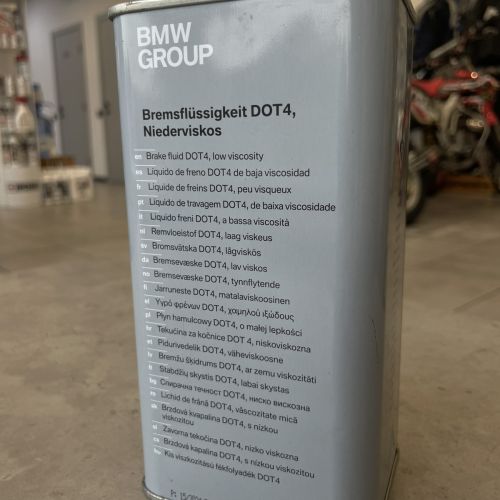 BMW
GROUP
Bremsflüssigkeit DOT4,
Niederviskos
en Brake fluid DOT4, low viscosity
es Líquido de freno DOT4 de baja viscosidad
fr Liquide de freins DOT4, peu visqueux
pt Líquido de travagem DOT4, de baixa viscosidade
it Liquido freni DOT4, a bassa viscosità
nl Remvloeistof DOT4, laag viskeus
sv Bromsvätska DOT4, lågviskös
da Bremsevæske DOT4, lav viskos
no Bremsevæske DOT4, tynnflytende
fi Jarruneste DOT4, matalaviskoosinen
el Υγρό φρένων DOT4, χαμηλού ιξώδους
pl Płyn hamulcowy DOT4, o małej lepkości
hr Tekućina za kočnice DOT 4, niskoviskozna
et Pidurivedelik DOT4, väheviskoosne
lv Bremžu šķidrums DOT4, ar zemu viskozitāti
lt Stabdžių skystis DOT4, labai skystas
bg Спирачна течност DOT4, ниско вискозна
ro Lichid de frână DOT4, vâscozitate mică
sk Brzdová kvapalina DOT4, s nízkou
viskozitou
sl Zavorna tekočina DOT4, nizko viskozna
cs Brzdová kapalina DOT4, s nízkou viskozitou
hu Kis viszkozitású fékfolyadék DOT4